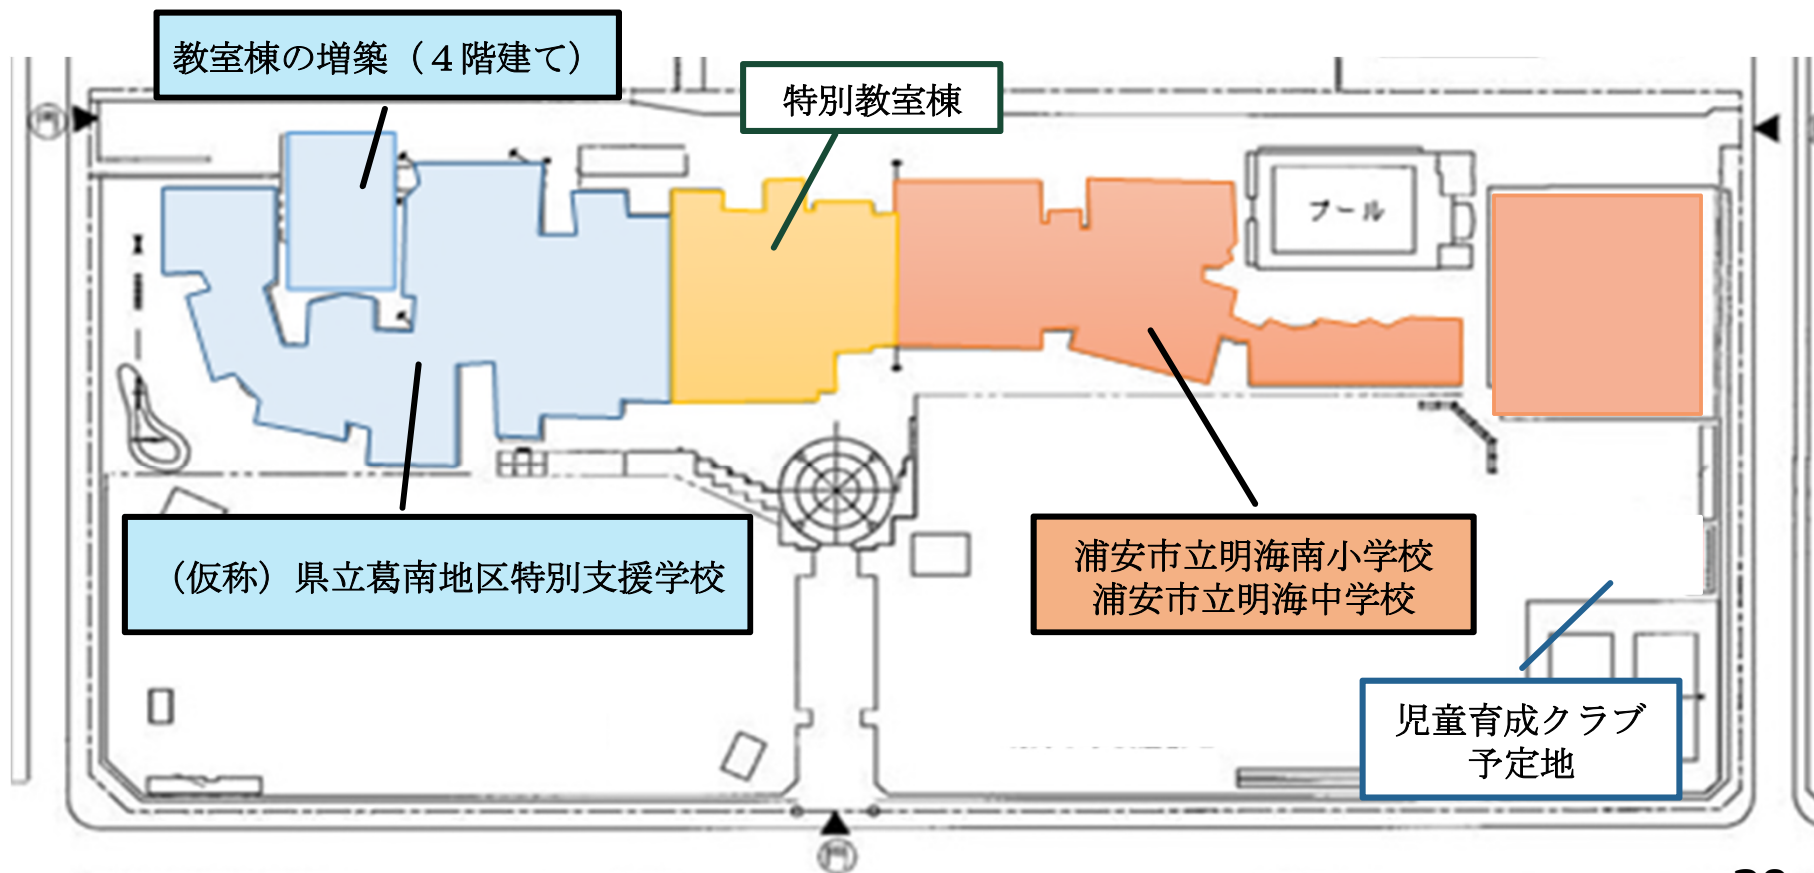 教室棟の増築（４階建て）
特別教室棟
門
プール
（仮称）県立葛南地区特別支援学校
浦安市立明海南小学校
浦安市立明海中学校
児童育成クラブ
予定地
門